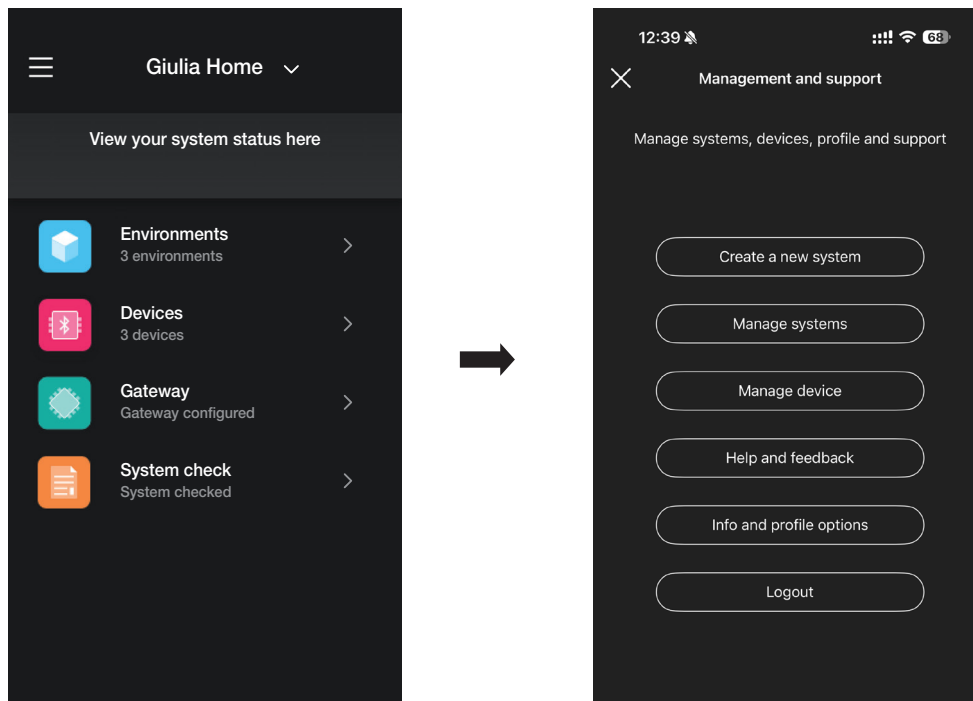 Giulia Home
View your system status here
Environments
3 environments
Devices
3 devices
Gateway
Gateway configured
System check
System checked
12:39
68
Management and support
Manage systems, devices, profile and support
Create a new system
Manage systems
Manage device
Help and feedback
Info and profile options
Logout